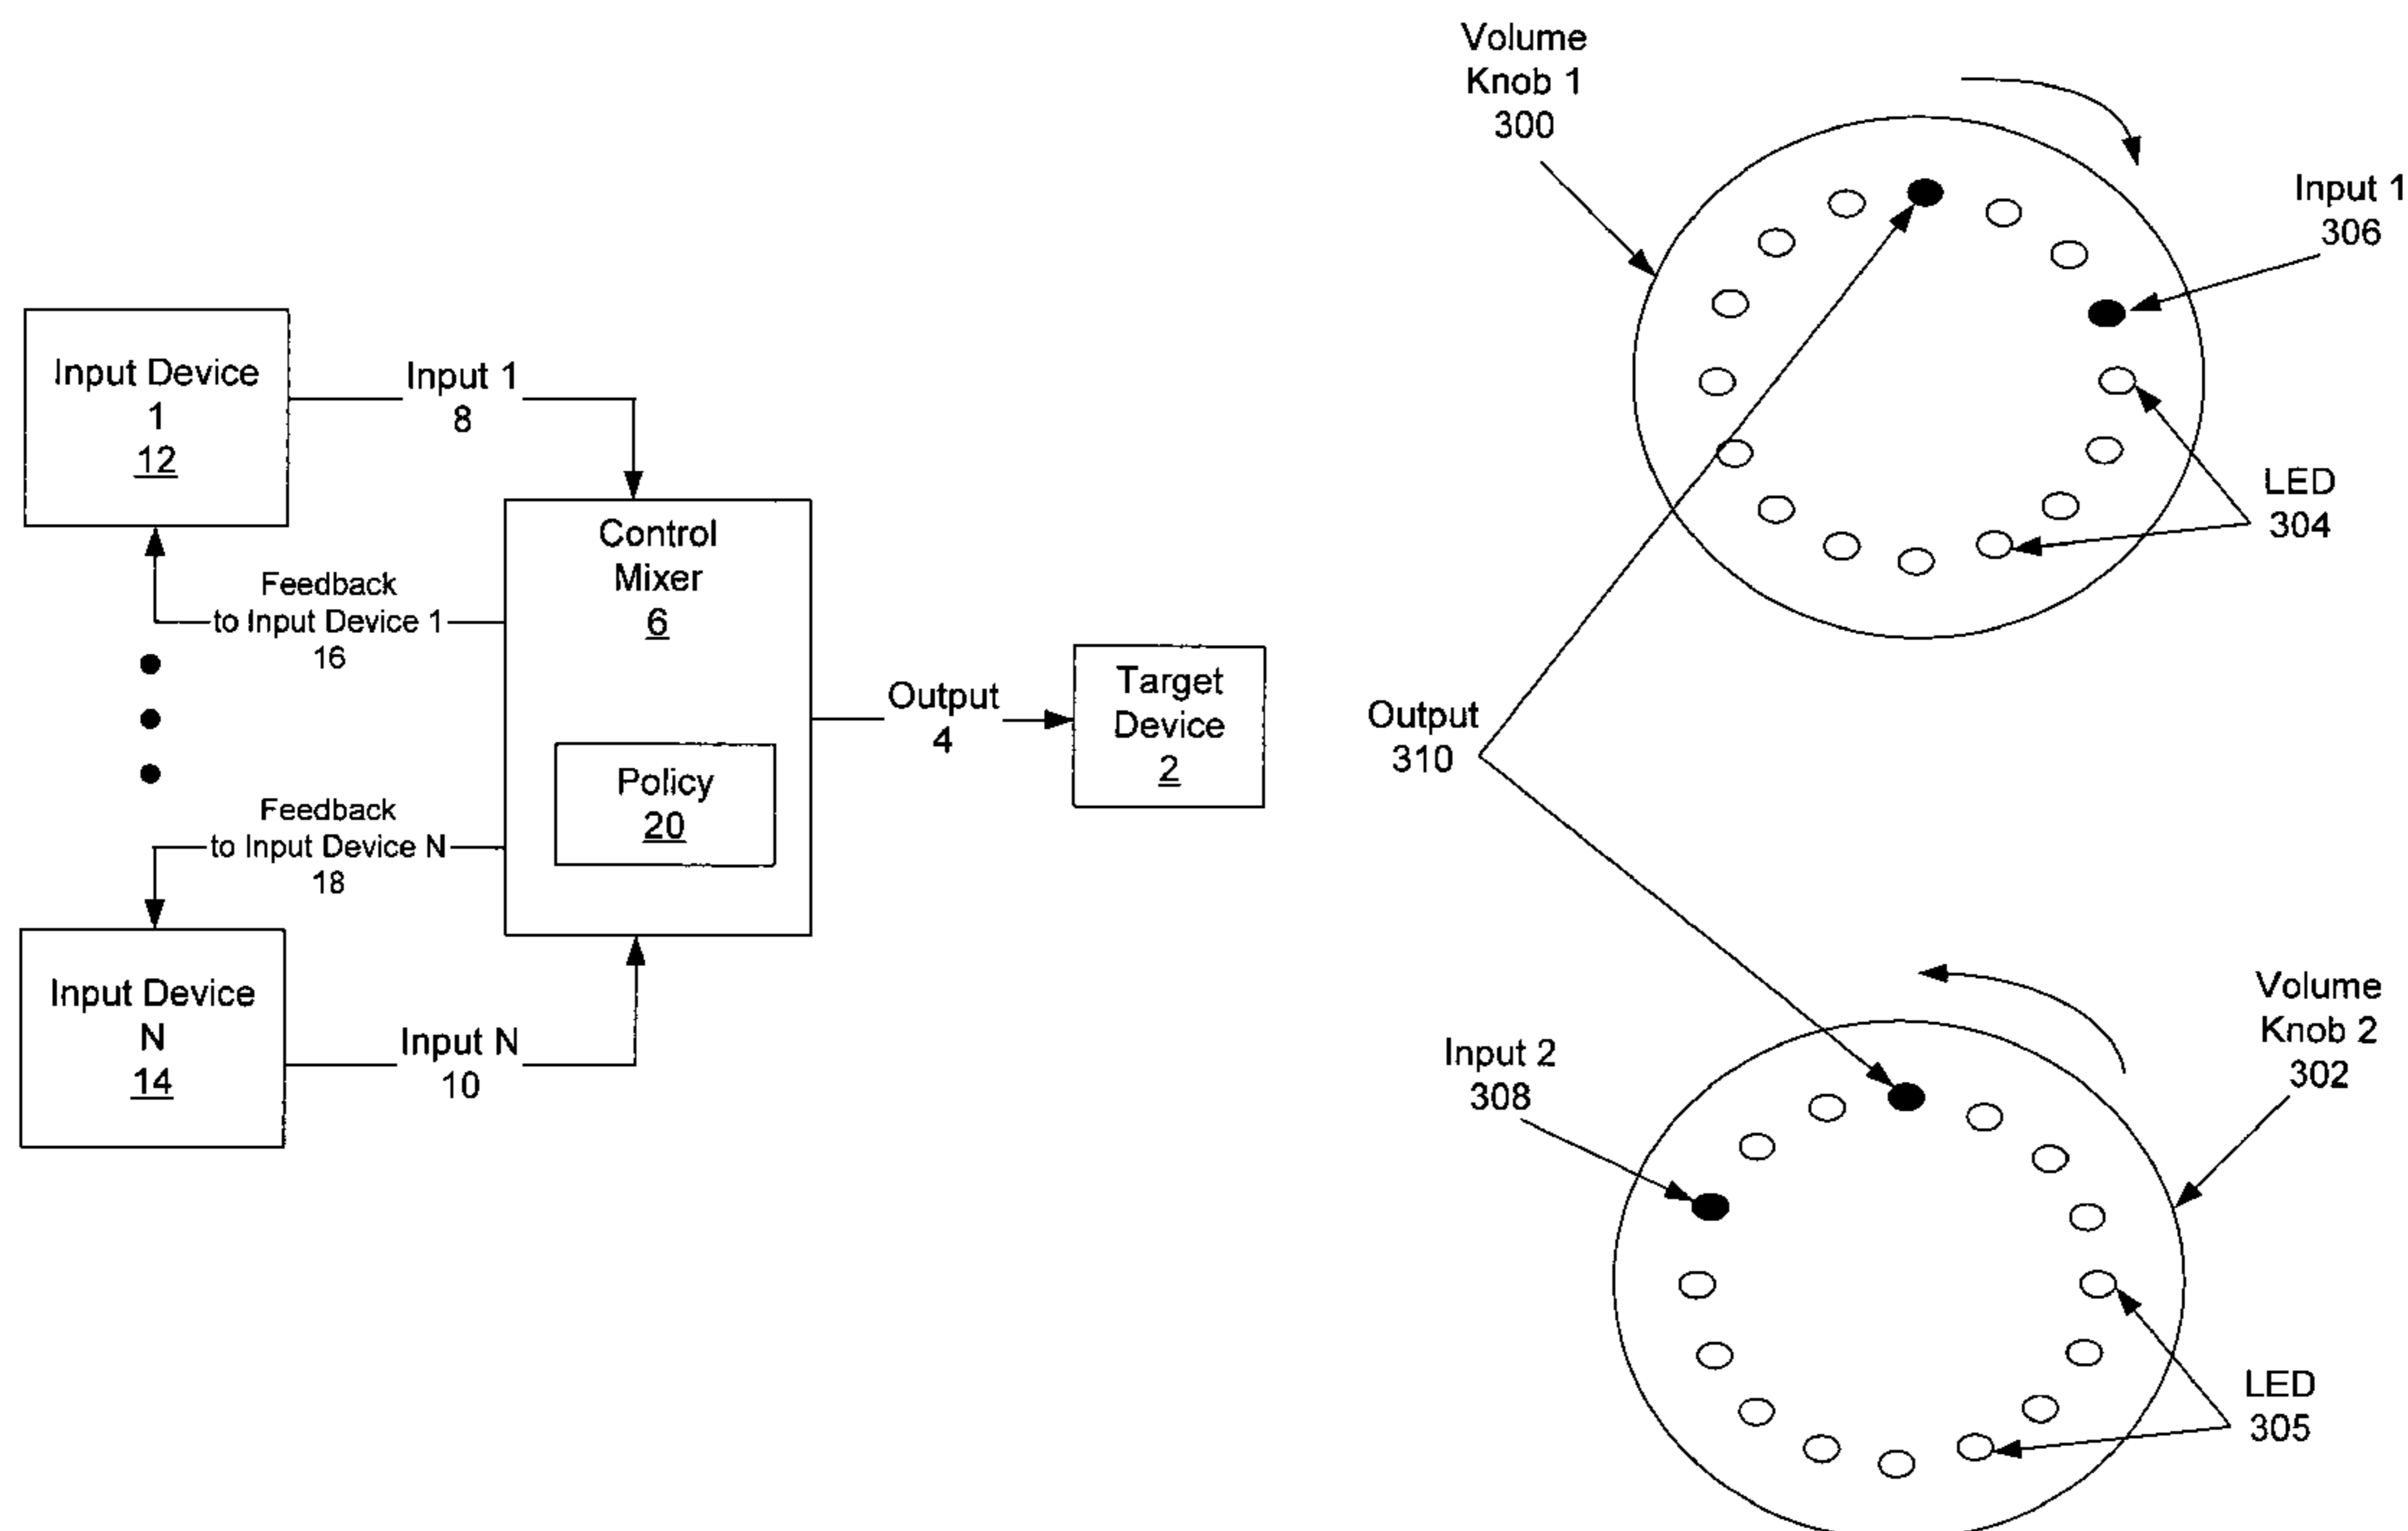 Input Device
1
12
Input 1
8
Feedback
to Input Device 1
16
Control
Mixer
6
Policy
20
Output
4
Target
Device
2
Feedback
to Input Device N
18
Input Device
N
14
Input N
10
Volume
Knob 1
300
Input 1
306
LED
304
Output
310
Input 2
308
Volume
Knob 2
302
LED
305